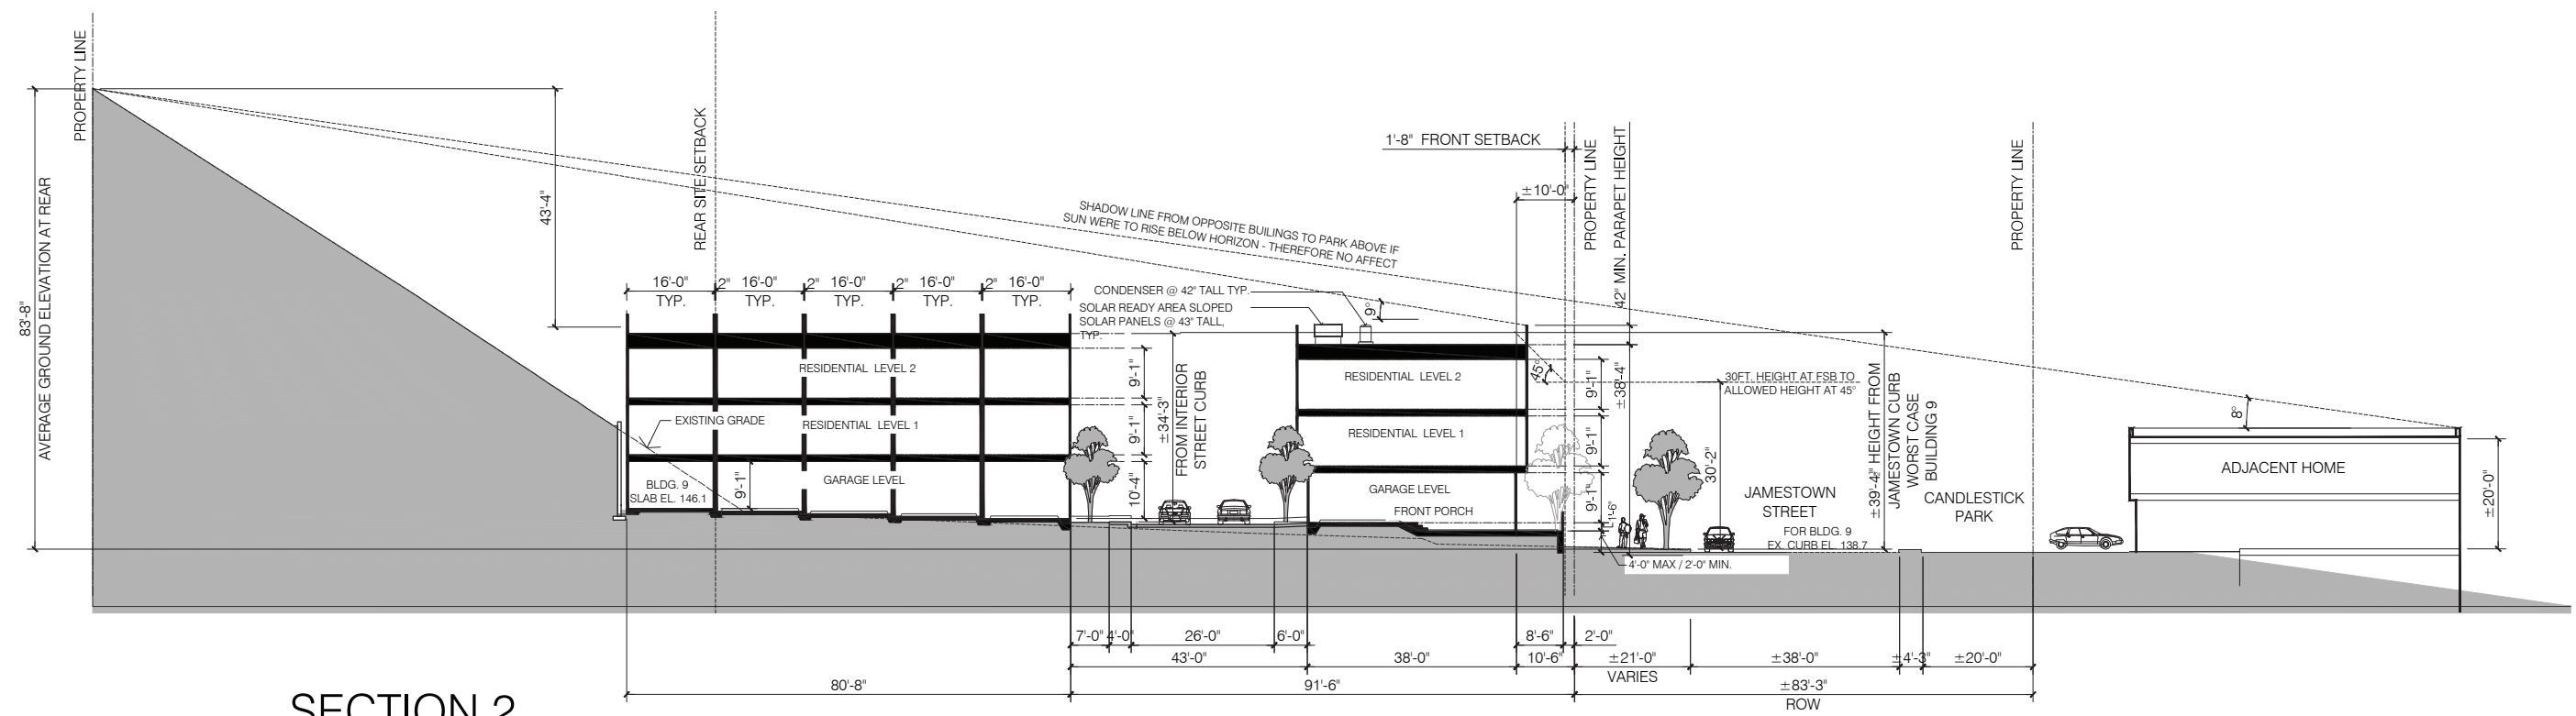 PROPERTY LINE
83'-8"
AVERAGE GROUND ELEVATION AT REAR
43'-4"
REAR SITE SETBACK
16'-0"
TYP.
2"
16'-0"
TYP.
2"
16'-0"
TYP.
2"
16'-0"
TYP.
2"
16'-0"
TYP.
RESIDENTIAL LEVEL 2
EXISTING GRADE
RESIDENTIAL LEVEL 1
BLDG. 9
SLAB EL. 146.1
9'-1"
GARAGE LEVEL
SHADOW LINE FROM OPPOSITE BUILINGS TO PARK ABOVE IF
SUN WERE TO RISE BELOW HORIZON - THEREFORE NO AFFECT
CONDENSER @ 42" TALL TYP.
SOLAR READY AREA SLOPED
SOLAR PANELS @ 43" TALL,
TYP.
9°
9'-1"
9'-1"
10'-4"
±34'-3"
FROM INTERIOR
STREET CURB
1'-8" FRONT SETBACK
±10'-0"
PROPERTY LINE
42" MIN. PARAPET HEIGHT
RESIDENTIAL LEVEL 2
RESIDENTIAL LEVEL 1
GARAGE LEVEL
FRONT PORCH
45°
9'-1"
9'-1"
9'-1"
1'-6"
±38'-4"
30FT. HEIGHT AT FSB TO
ALLOWED HEIGHT AT 45°
30'-2"
4'-0" MAX / 2'-0" MIN.
JAMESTOWN
STREET
FOR BLDG. 9
EX. CURB EL. 138.7
±39'-4" HEIGHT FROM
JAMESTOWN CURB
WORST CASE
BUILDING 9
CANDLESTICK
PARK
PROPERTY LINE
8°
ADJACENT HOME
±20'-0"
7'-0"
4'-0"
26'-0"
6'-0"
8'-6"
2'-0"
43'-0"
38'-0"
10'-6"
±21'-0"
VARIES
±38'-0"
±4'-3"
±20'-0"
80'-8"
91'-6"
±83'-3"
ROW
SECTION 2